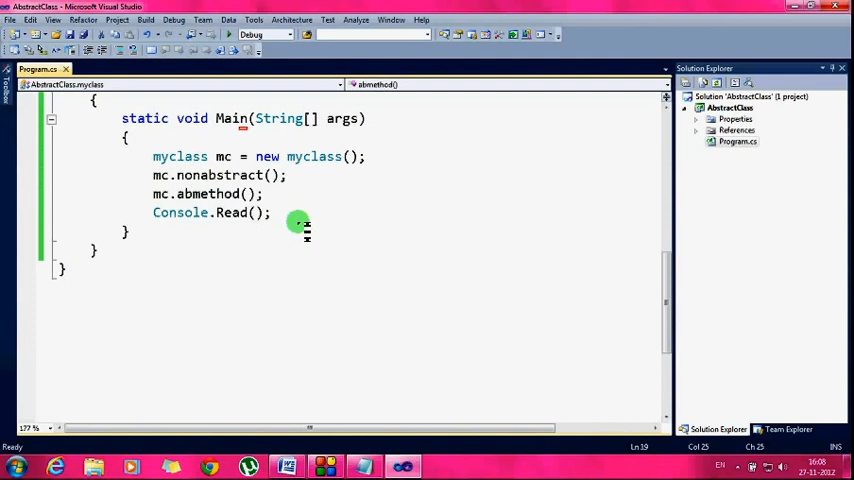 AbstractClass - Microsoft Visual Studio
File Edit View Refactor Project Build Debug Team Data Tools Architecture Test Analyze Window Help
Debug
Program.cs
AbstractClass.myclass
abmethod()
{
static void Main(String[] args)
{
myclass mc = new myclass();
mc.nonabstract();
mc.abmethod();
Console.Read();
}
}
}
177 %
Toolbox
Solution Explorer
Solution 'AbstractClass' (1 project)
AbstractClass
Properties
References
Program.cs
Solution Explorer Team Explorer
Ready Ln 19 Col 25 Ch 25 INS
EN 16:08
27-11-2012